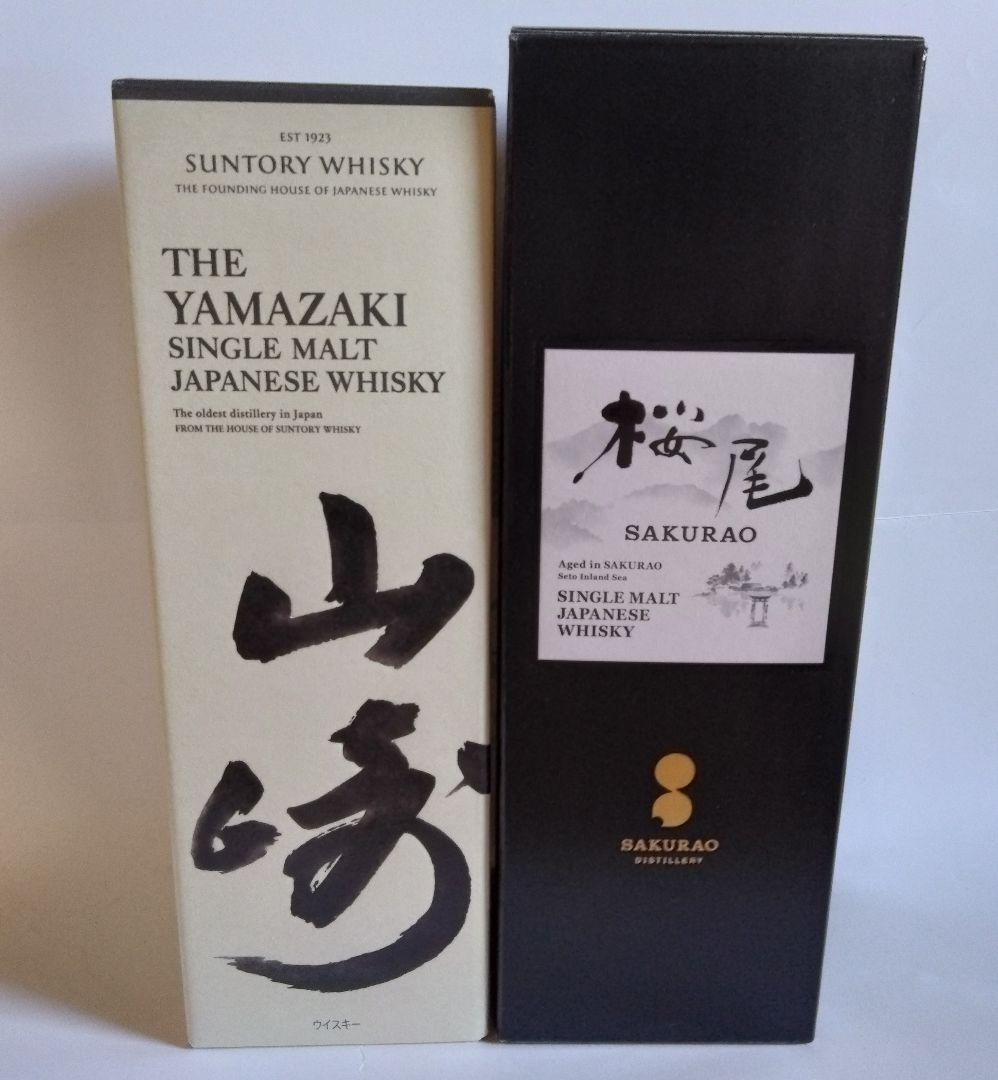 EST 1923
SUNTORY WHISKY
THE FOUNDING HOUSE OF JAPANESE WHISKY
THE
YAMAZAKI
SINGLE MALT
JAPANESE WHISKY
The oldest distillery in Japan
FROM THE HOUSE OF SUNTORY WHISKY
山
崎
ウイスキー
桜尾
SAKURAO
Aged in SAKURAO
Seto Inland Sea
SINGLE MALT
JAPANESE
WHISKY
SAKURAO
DISTILLERY